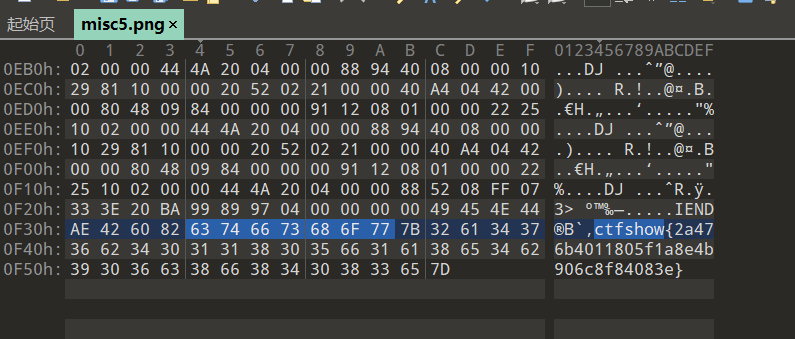 起始页 misc5.png ×
0 1 2 3 4 5 6 7 8 9 A B C D E F 0123456789ABCDEF
0EB0h: 02 00 00 44 4A 20 04 00 00 88 94 40 08 00 00 10 ...DJ ...ˆ”@....
0EC0h: 29 81 10 00 00 20 52 02 21 00 00 40 A4 04 42 00 ).... R.!..@¤.B.
0ED0h: 00 80 48 09 84 00 00 00 91 12 08 01 00 00 22 25 .€H.„...‘....."%
0EE0h: 10 02 00 00 44 4A 20 04 00 00 88 94 40 08 00 00 ....DJ ...ˆ”@...
0EF0h: 10 29 81 10 00 00 20 52 02 21 00 00 40 A4 04 42 .).... R.!..@¤.B
0F00h: 00 00 80 48 09 84 00 00 00 91 12 08 01 00 00 22 ..€H.„...‘....."
0F10h: 25 10 02 00 00 44 4A 20 04 00 00 88 52 08 FF 07 %....DJ ...ˆR.ÿ.
0F20h: 33 3E 20 BA 99 89 97 04 00 00 00 00 49 45 4E 44 3> º™‰—.....IEND
0F30h: AE 42 60 82 63 74 66 73 68 6F 77 7B 32 61 34 37 ®B`‚ctfshow{2a47
0F40h: 36 62 34 30 31 31 38 30 35 66 31 61 38 65 34 62 6b4011805f1a8e4b
0F50h: 39 30 36 63 38 66 38 34 30 38 33 65 7D 906c8f84083e}